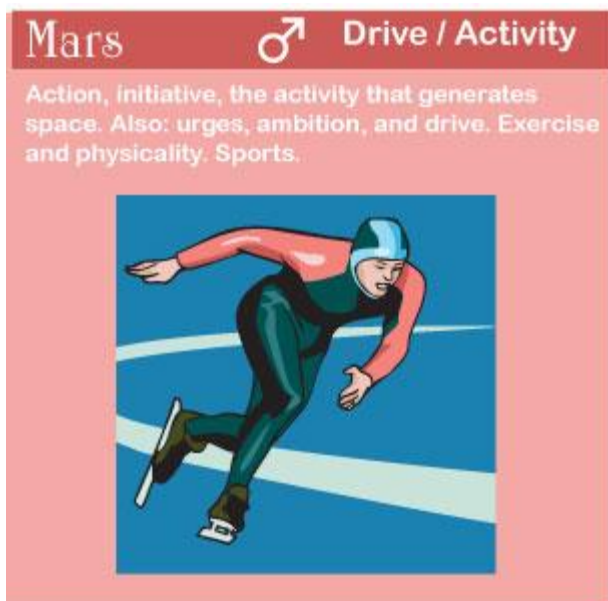 Mars ♂ Drive / Activity
Action, initiative, the activity that generates
space. Also: urges, ambition, and drive. Exercise
and physicality. Sports.